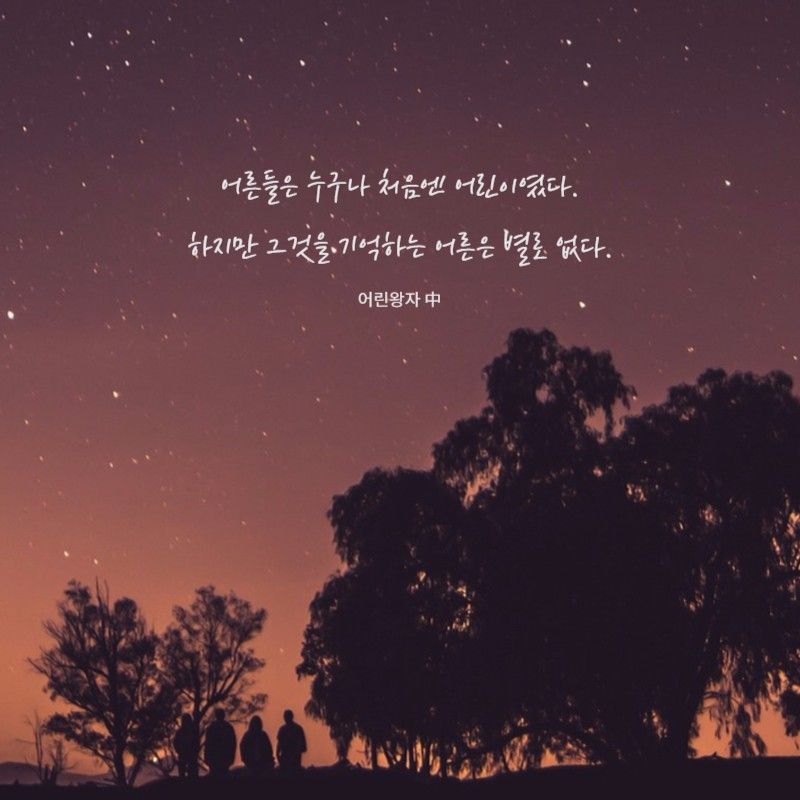 어른들은 누구나 처음엔 어린이였다.
하지만 그것을 기억하는 어른은 별로 없다.
어린왕자 中